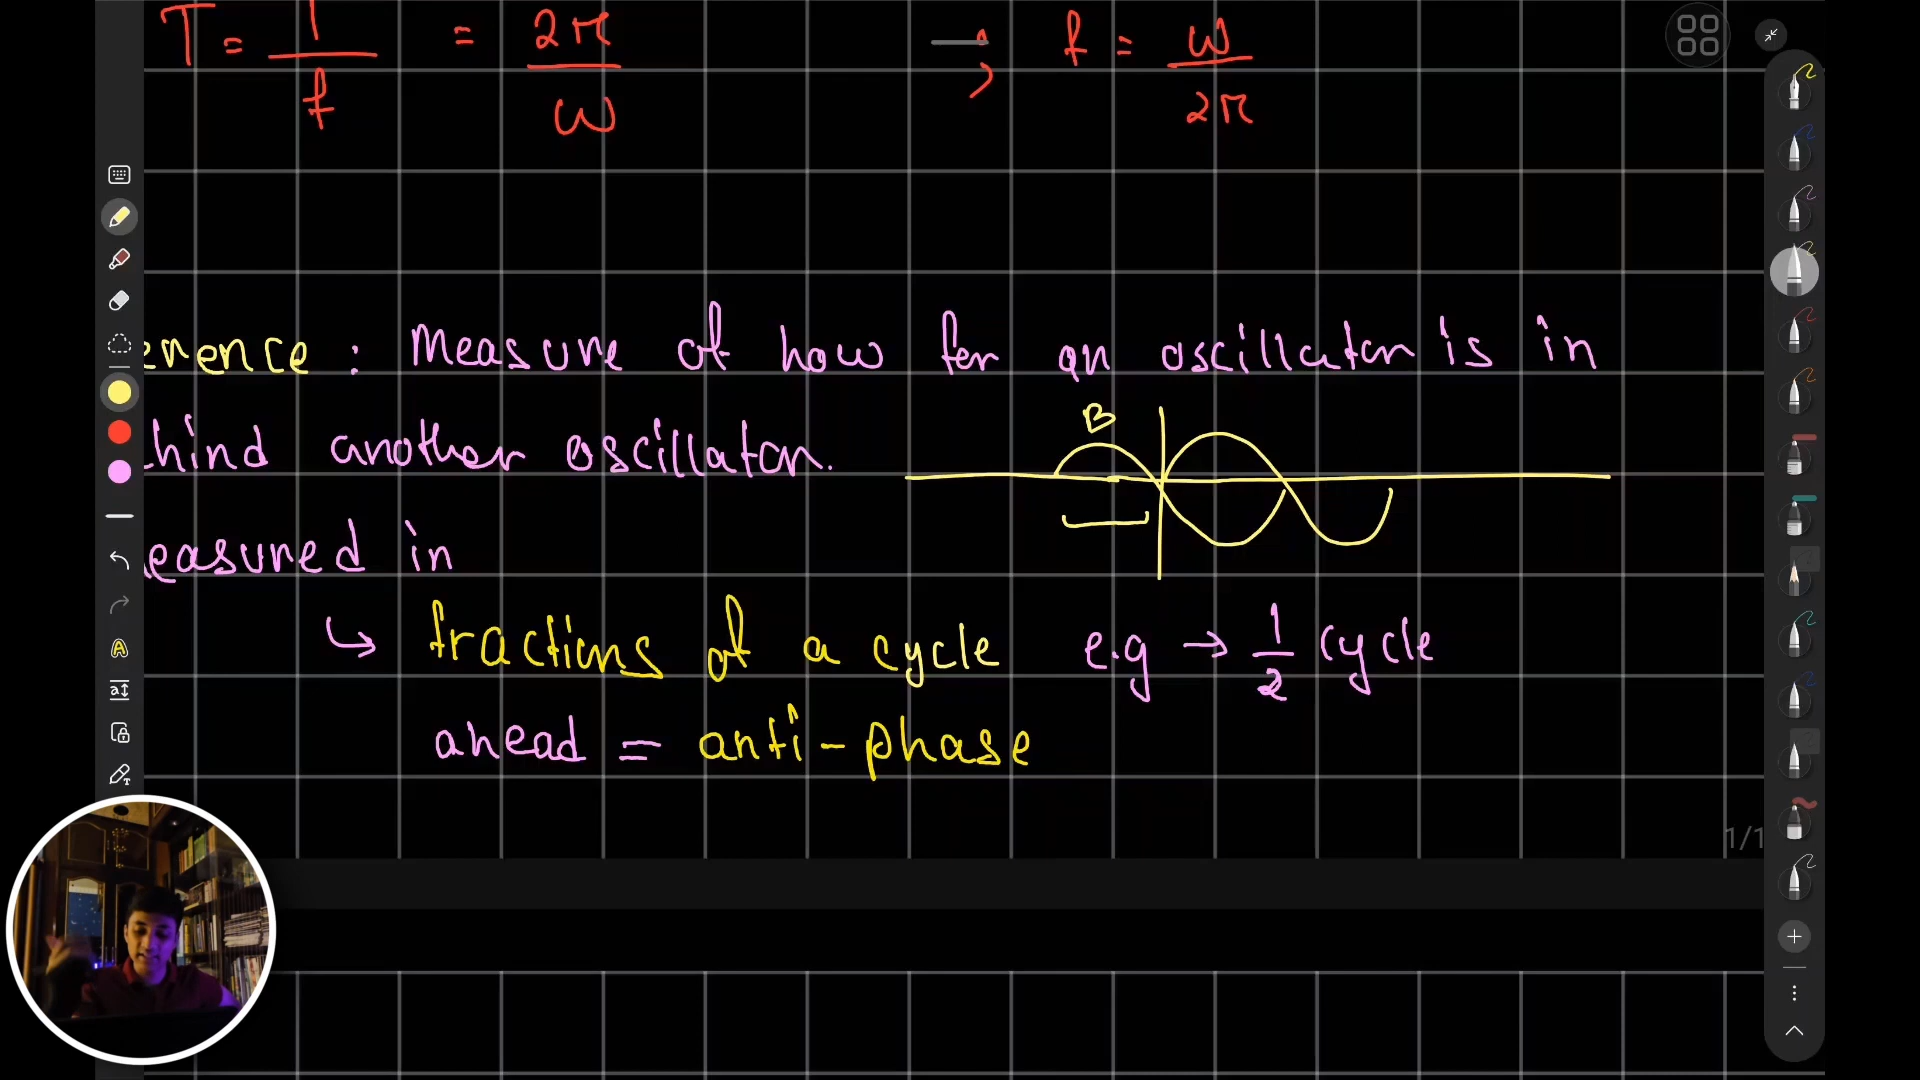 T = 1/f = 2π/ω → f = ω/2π
erence : Measure of how far an oscillator is in
hind another oscillator.
B
easured in
↳ fractions of a cycle e.g → 1/2 cycle
ahead = anti-phase
1/1